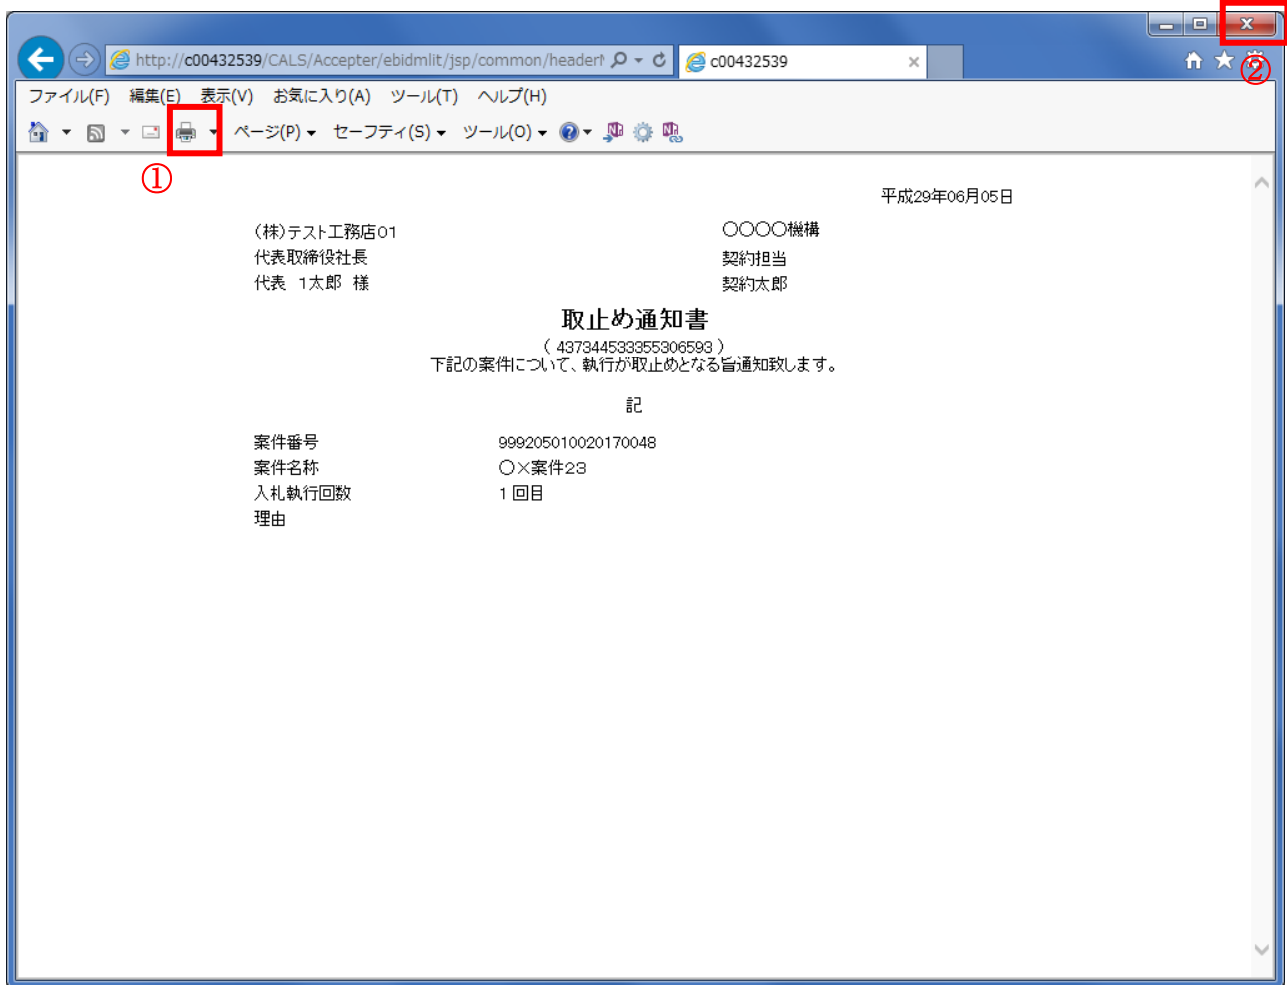 ②
http://c00432539/CALS/Accepter/ebidmlit/jsp/common/header
c00432539
ファイル(F) 編集(E) 表示(V) お気に入り(A) ツール(T) ヘルプ(H)
ページ(P) セーフティ(S) ツール(O)
①
平成29年06月05日
(株)テスト工務店01
〇〇〇〇機構
代表取締役社長
契約担当
代表 1太郎 様
契約太郎
取止め通知書
( 437344533355306593 )
下記の案件について、執行が取止めとなる旨通知致します。
記
案件番号 999205010020170048
案件名称 〇×案件23
入札執行回数 1 回目
理由